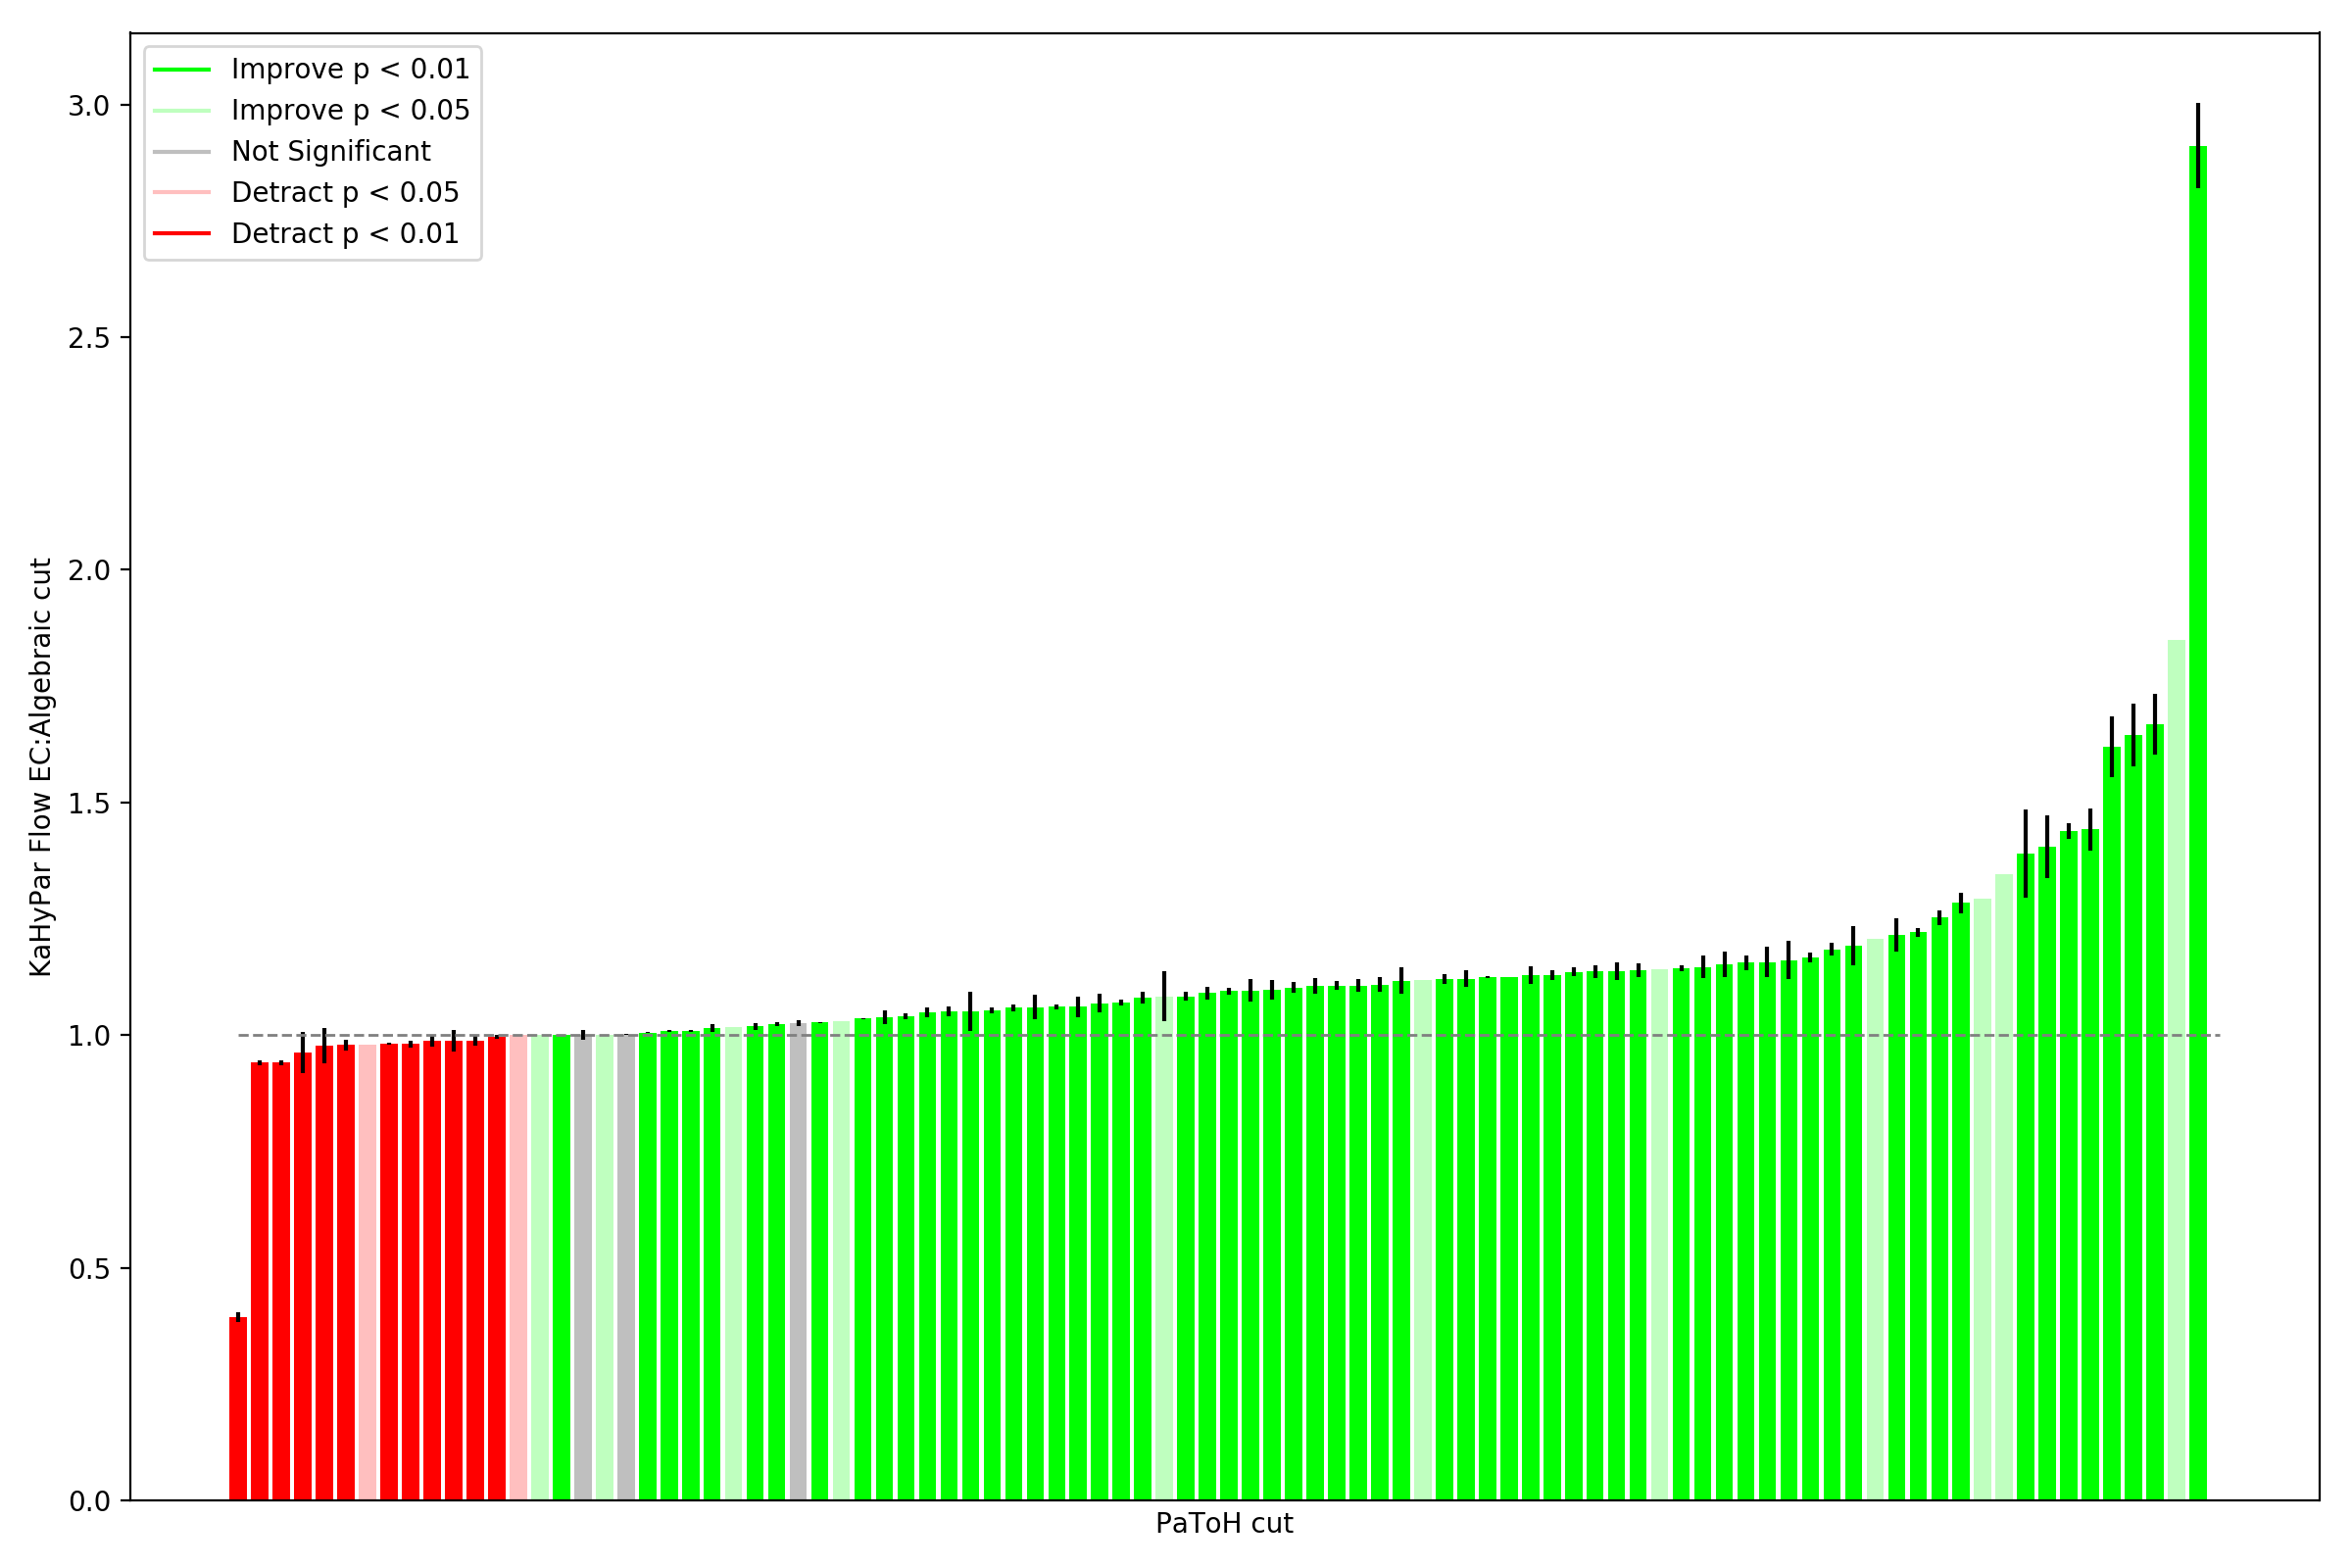 Improve p < 0.01
Improve p < 0.05
Not Significant
Detract p < 0.05
Detract p < 0.01
KaHyPar Flow EC:Algebraic cut
3.0
2.5
2.0
1.5
1.0
0.5
0.0
PaToH cut